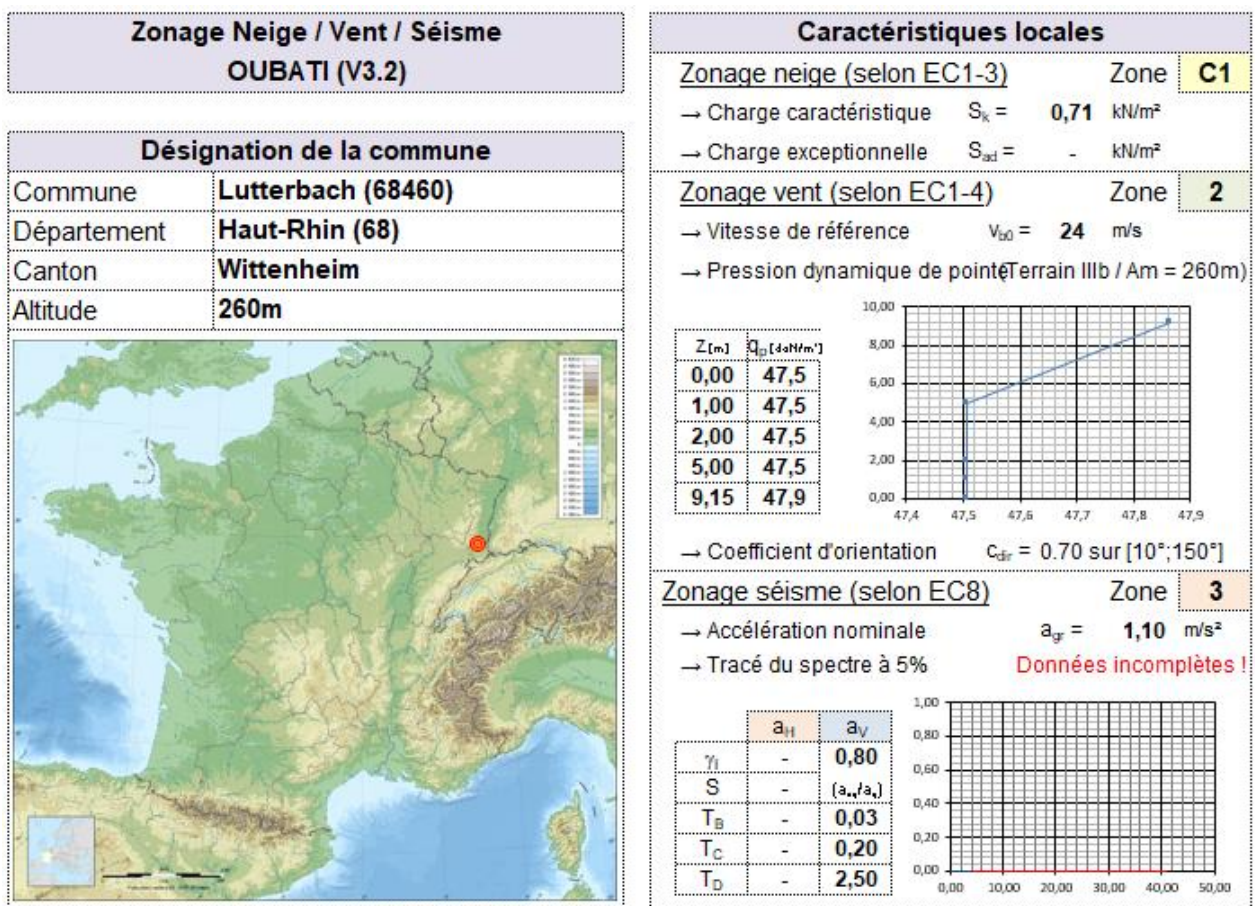 Zonage Neige / Vent / Séisme
OUBATI (V3.2)
Désignation de la commune
Commune Lutterbach (68460)
Département Haut-Rhin (68)
Canton Wittenheim
Altitude 260m
Caractéristiques locales
Zonage neige (selon EC1-3) Zone C1
→ Charge caractéristique Sk = 0,71 kN/m²
→ Charge exceptionnelle Sad = - kN/m²
Zonage vent (selon EC1-4) Zone 2
→ Vitesse de référence vb0 = 24 m/s
→ Pression dynamique de pointe (Terrain IIIb / Am = 260m)
Z [m] qp [daN/m²]
0,00 47,5
1,00 47,5
2,00 47,5
5,00 47,5
9,15 47,9
10,00
8,00
6,00
4,00
2,00
0,00
47,4 47,5 47,6 47,7 47,8 47,9
→ Coefficient d'orientation cdir = 0.70 sur [10°;150°]
Zonage séisme (selon EC8) Zone 3
→ Accélération nominale agr = 1,10 m/s²
→ Tracé du spectre à 5% Données incomplètes !
aH aV
γI - 0,80
S -
TB - 0,03
TC - 0,20
TD - 2,50
1,00
0,80
0,60
0,40
0,20
0,00
0,00 10,00 20,00 30,00 40,00 50,00